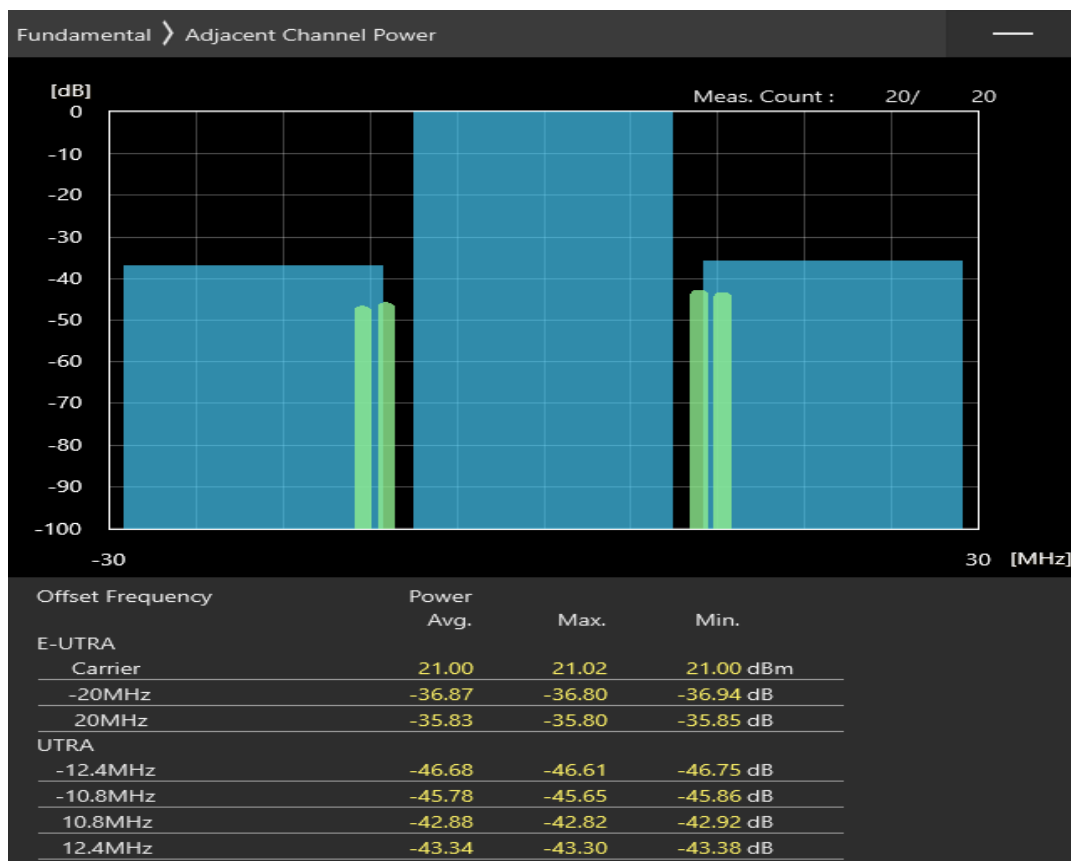 Fundamental ❯ Adjacent Channel Power
[dB]
Meas. Count : 20/ 20
0
-10
-20
-30
-40
-50
-60
-70
-80
-90
-100
-30 30 [MHz]
Offset Frequency Power
Avg. Max. Min.
E-UTRA
Carrier 21.00 21.02 21.00 dBm
-20MHz -36.87 -36.80 -36.94 dB
20MHz -35.83 -35.80 -35.85 dB
UTRA
-12.4MHz -46.68 -46.61 -46.75 dB
-10.8MHz -45.78 -45.65 -45.86 dB
10.8MHz -42.88 -42.82 -42.92 dB
12.4MHz -43.34 -43.30 -43.38 dB